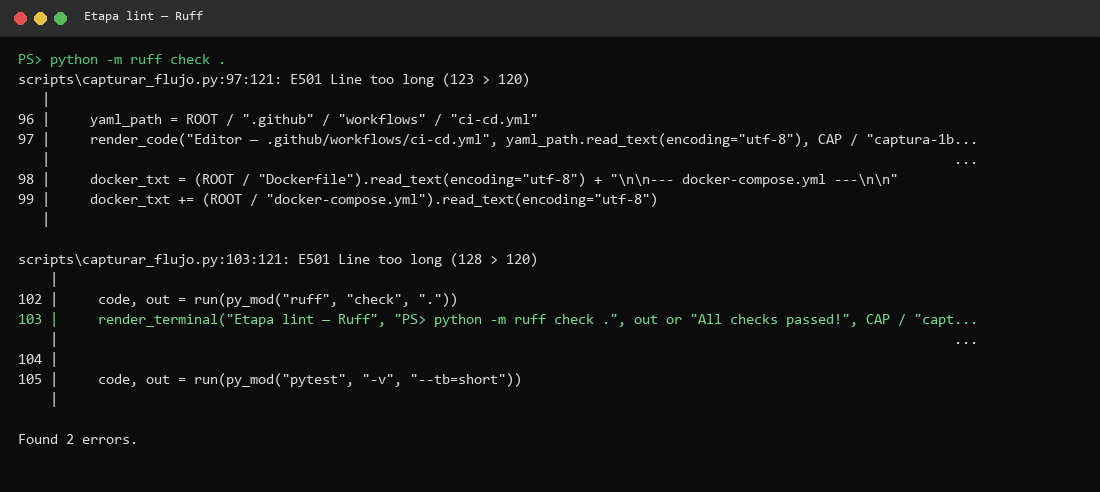 Etapa lint — Ruff
PS> python -m ruff check .
scripts\capturar_flujo.py:97:121: E501 Line too long (123 > 120)
   |
96 |     yaml_path = ROOT / ".github" / "workflows" / "ci-cd.yml"
97 |     render_code("Editor — .github/workflows/ci-cd.yml", yaml_path.read_text(encoding="utf-8"), CAP / "captura-1b...
   |                                                                                                                 ...
98 |     docker_txt = (ROOT / "Dockerfile").read_text(encoding="utf-8") + "\n\n--- docker-compose.yml ---\n\n"
99 |     docker_txt += (ROOT / "docker-compose.yml").read_text(encoding="utf-8")
   |
scripts\capturar_flujo.py:103:121: E501 Line too long (128 > 120)
    |
102 |     code, out = run(py_mod("ruff", "check", "."))
103 |     render_terminal("Etapa lint — Ruff", "PS> python -m ruff check .", out or "All checks passed!", CAP / "capt...
    |                                                                                                                ...
104 |
105 |     code, out = run(py_mod("pytest", "-v", "--tb=short"))
    |
Found 2 errors.